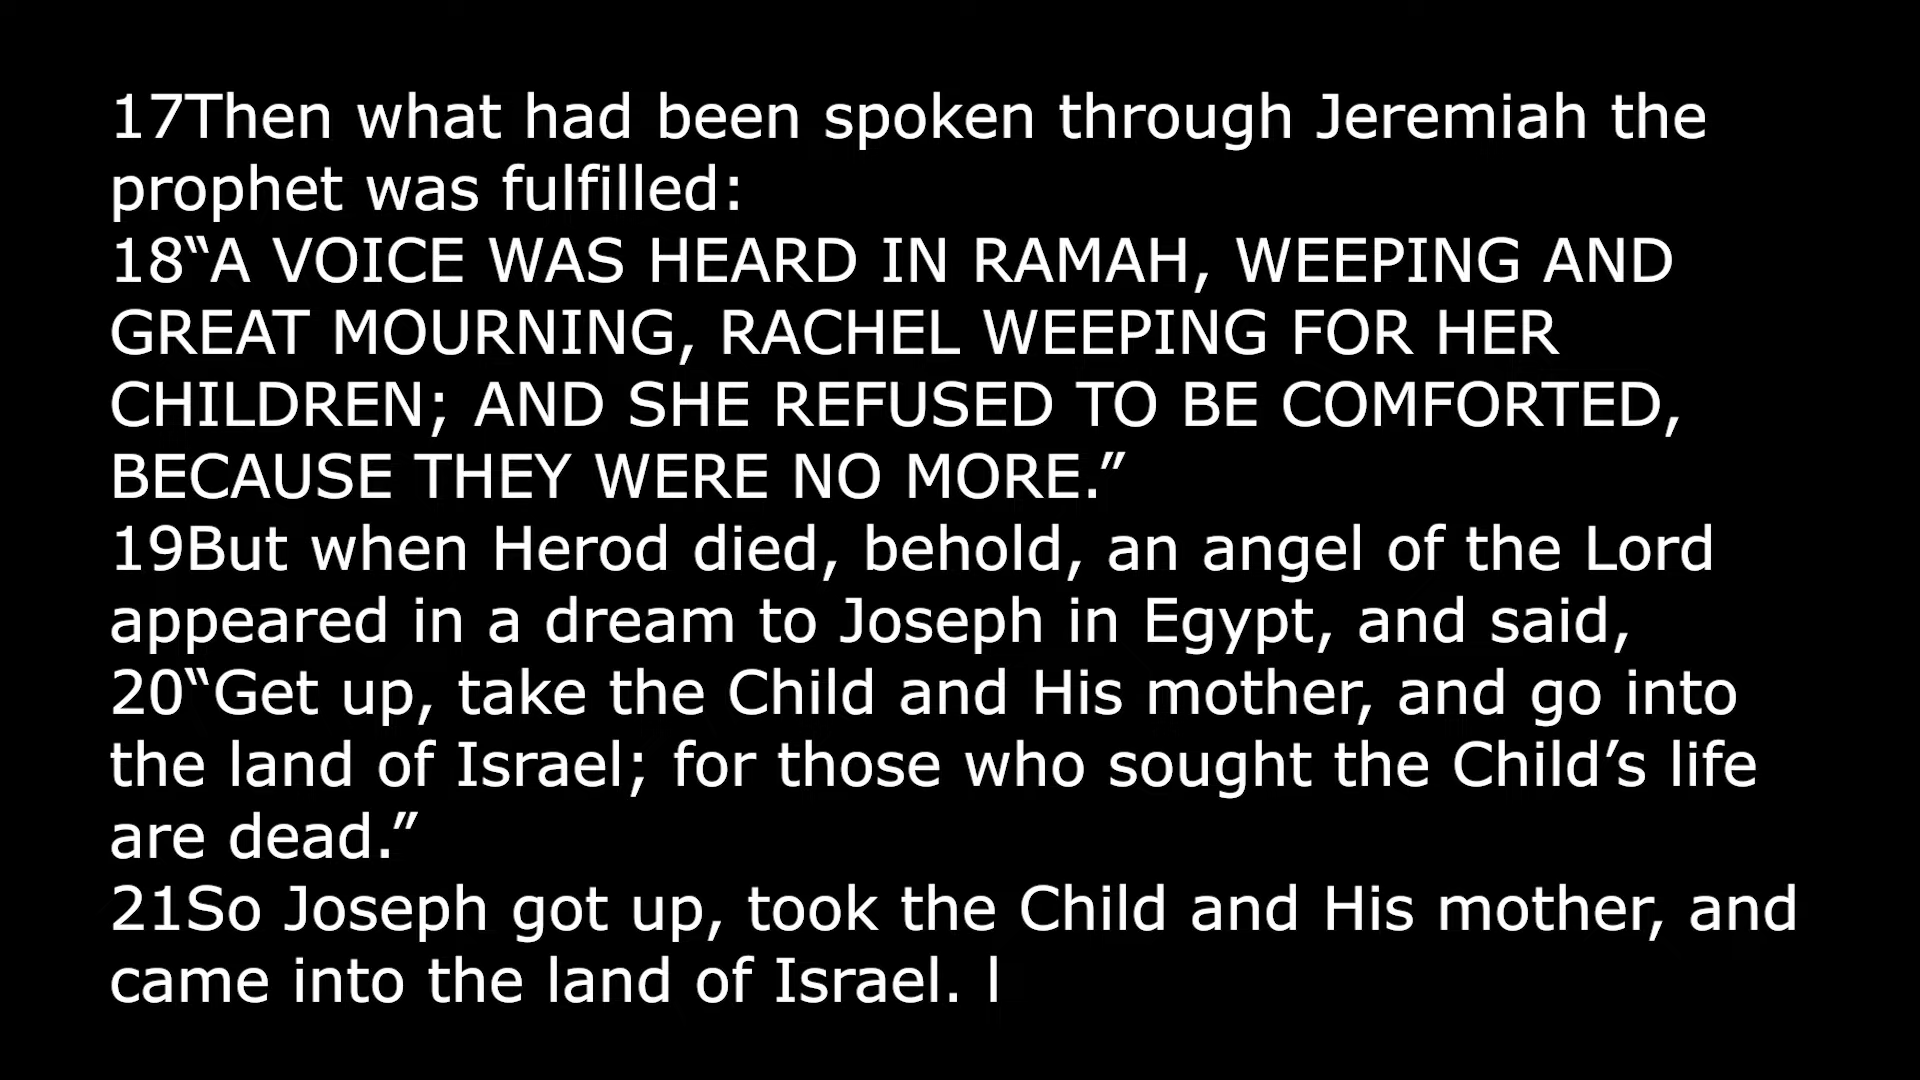 17Then what had been spoken through Jeremiah the
prophet was fulfilled:
18“A VOICE WAS HEARD IN RAMAH, WEEPING AND
GREAT MOURNING, RACHEL WEEPING FOR HER
CHILDREN; AND SHE REFUSED TO BE COMFORTED,
BECAUSE THEY WERE NO MORE.”
19But when Herod died, behold, an angel of the Lord
appeared in a dream to Joseph in Egypt, and said,
20“Get up, take the Child and His mother, and go into
the land of Israel; for those who sought the Child’s life
are dead.”
21So Joseph got up, took the Child and His mother, and
came into the land of Israel. l